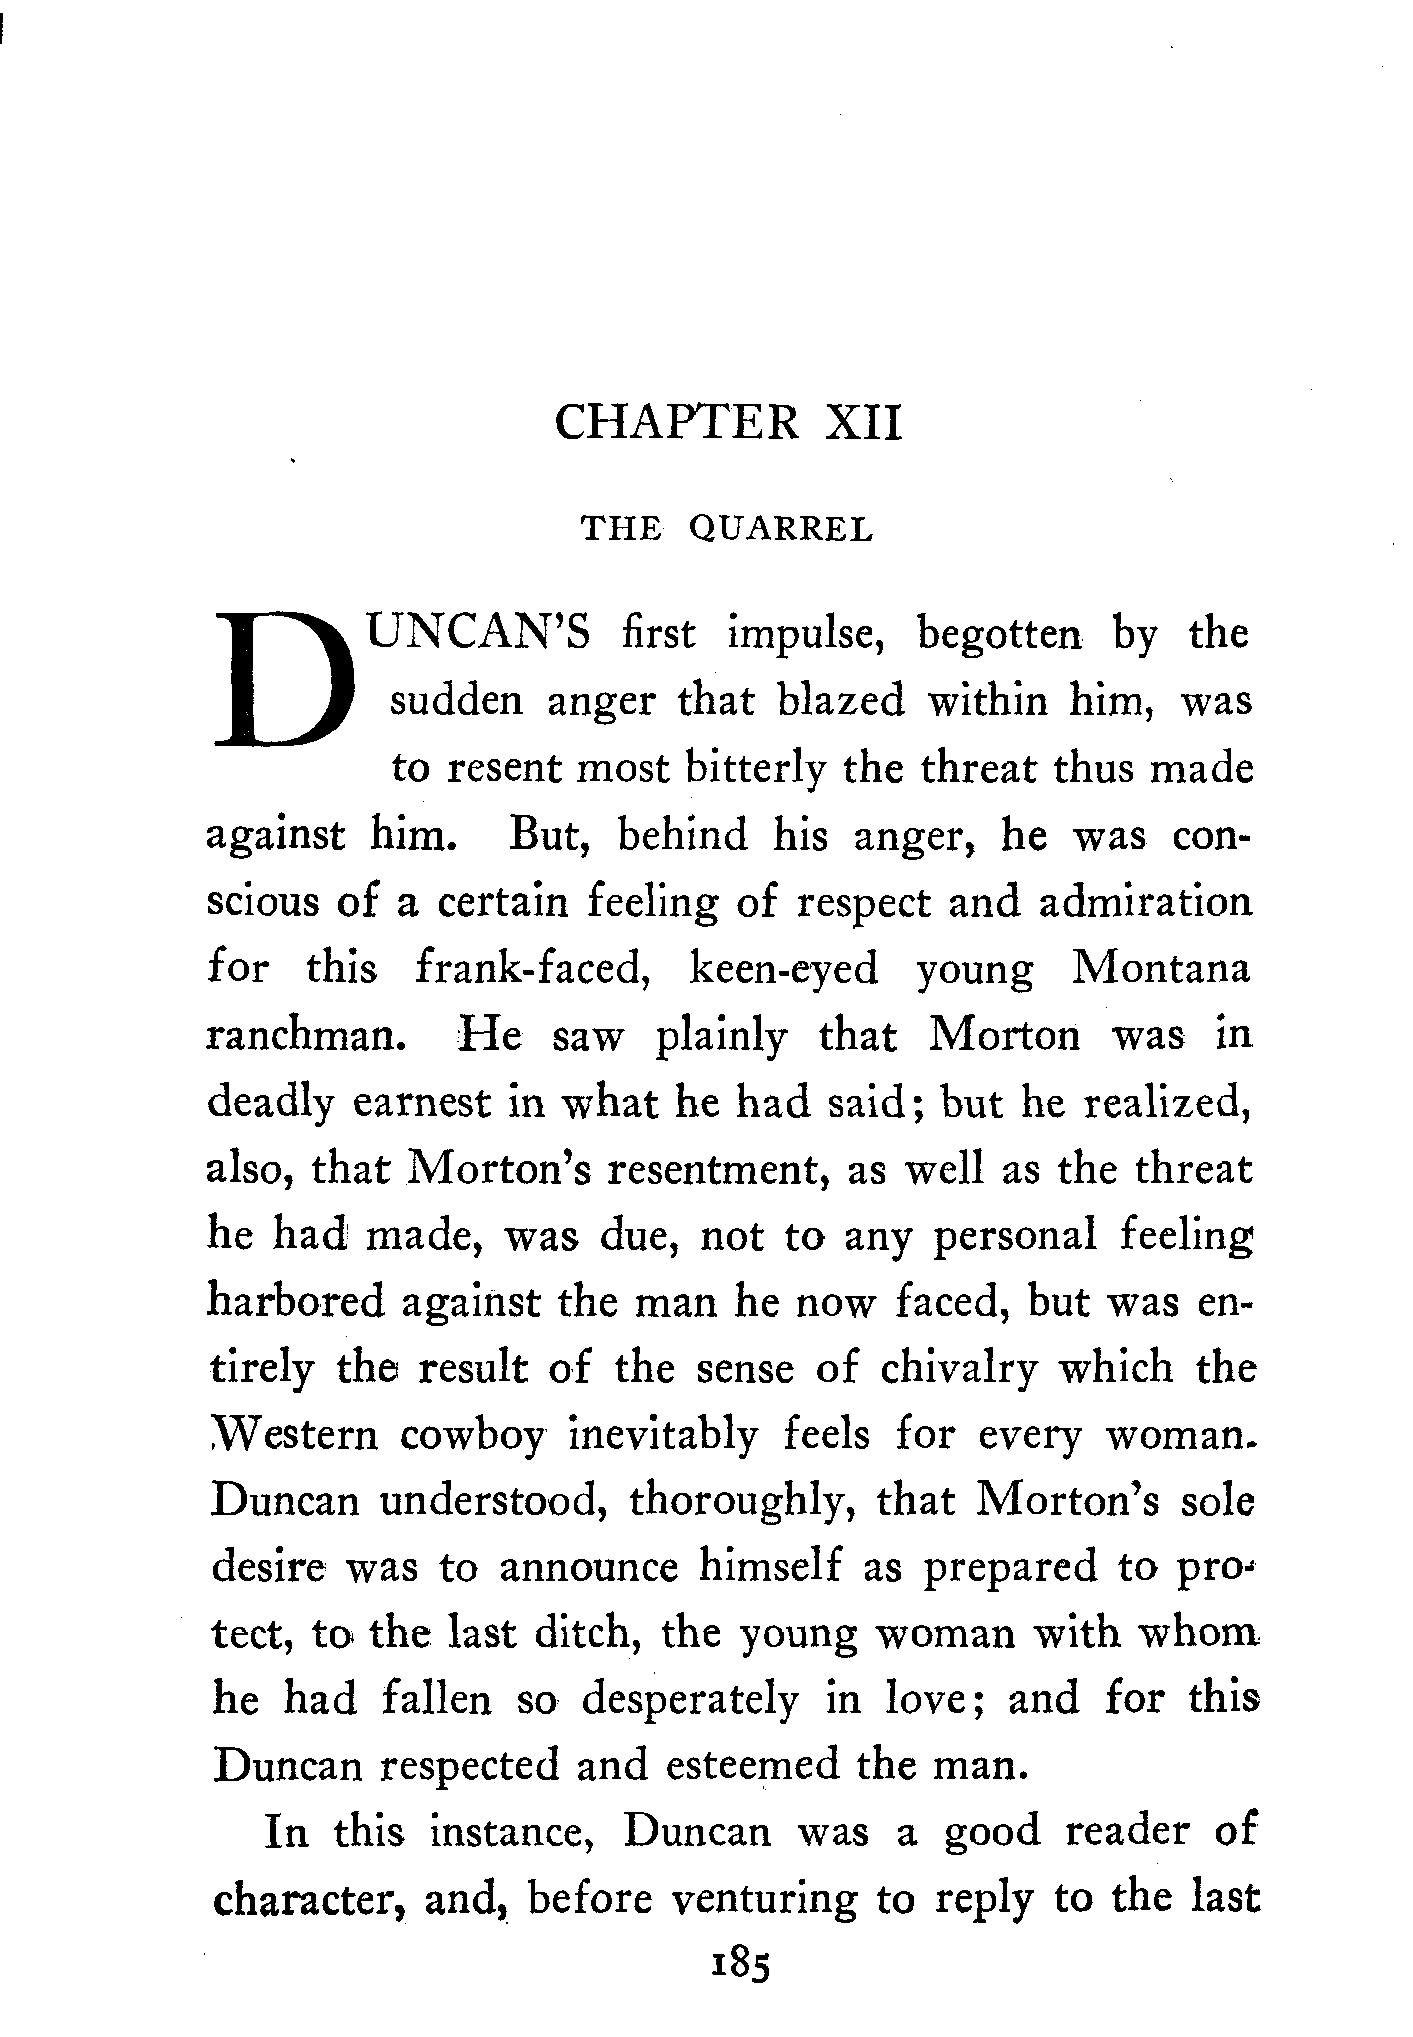 CHAPTER XII
THE QUARREL
DUNCAN'S first impulse, begotten by the
sudden anger that blazed within him, was
to resent most bitterly the threat thus made
against him. But, behind his anger, he was con-
scious of a certain feeling of respect and admiration
for this frank-faced, keen-eyed young Montana
ranchman. He saw plainly that Morton was in
deadly earnest in what he had said; but he realized,
also, that Morton's resentment, as well as the threat
he had made, was due, not to any personal feeling
harbored against the man he now faced, but was en-
tirely the result of the sense of chivalry which the
Western cowboy inevitably feels for every woman.
Duncan understood, thoroughly, that Morton's sole
desire was to announce himself as prepared to pro-
tect, to the last ditch, the young woman with whom
he had fallen so desperately in love; and for this
Duncan respected and esteemed the man.
In this instance, Duncan was a good reader of
character, and, before venturing to reply to the last
185